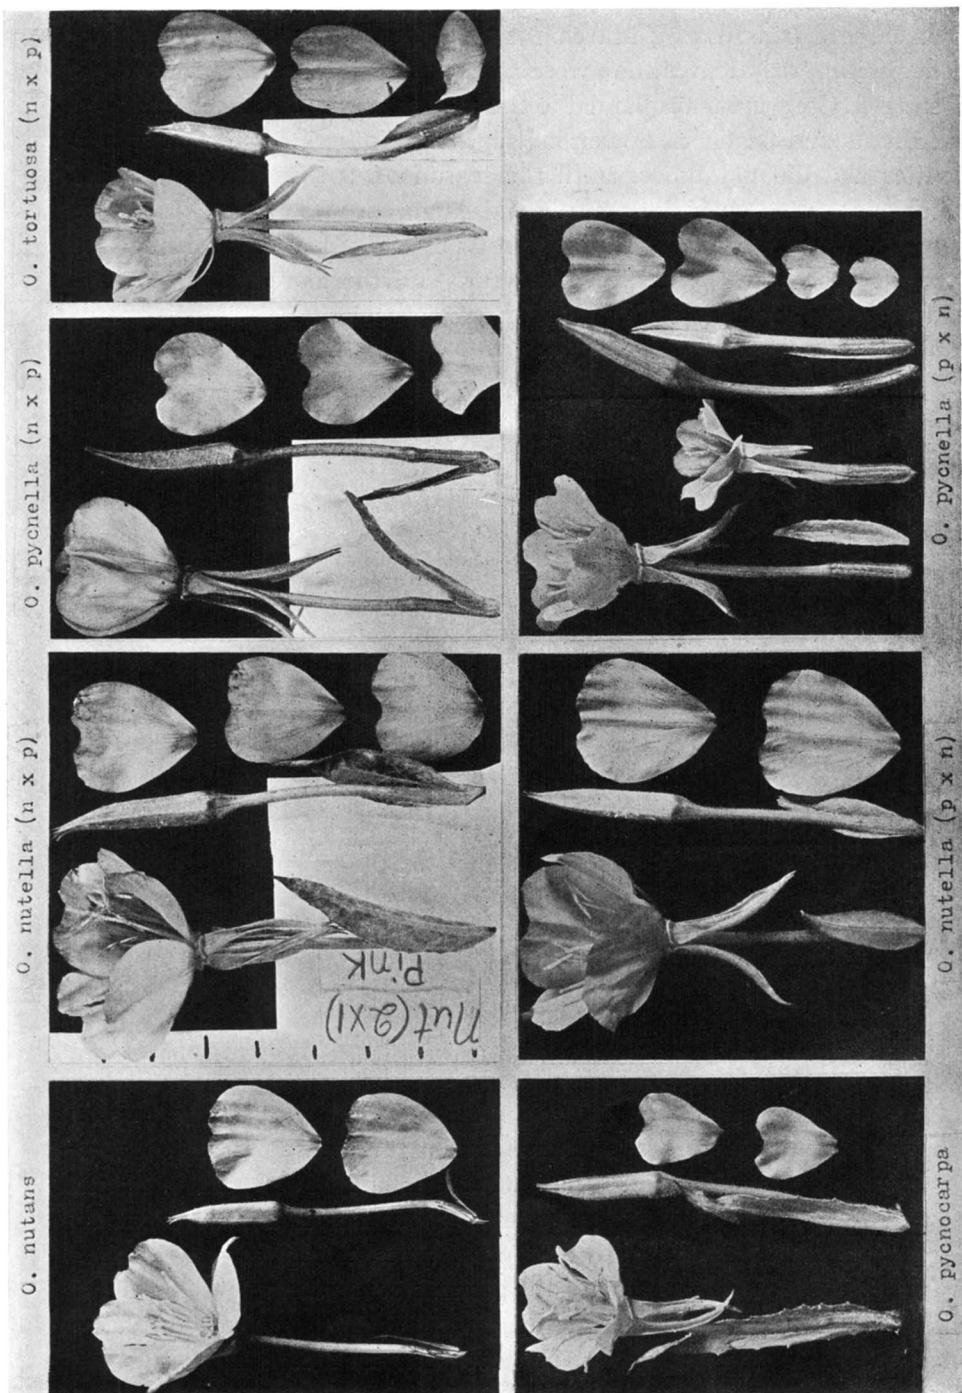 O. nutans
O. nutella (n x p)
O. pycnella (n x p)
O. tortuosa (n x p)
Nut(2X1)
Pink
O. pycnocarpa
O. nutella (p x n)
O. pycnella (p x n)